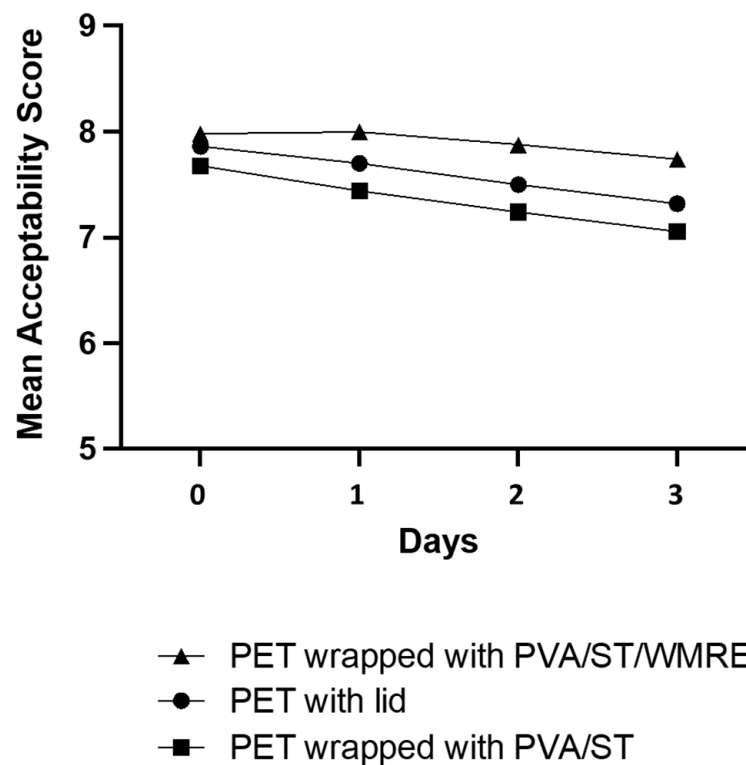 Mean Acceptability Score
9
8
7
6
5
0 1 2 3
Days
PET wrapped with PVA/ST/WMRE
PET with lid
PET wrapped with PVA/ST